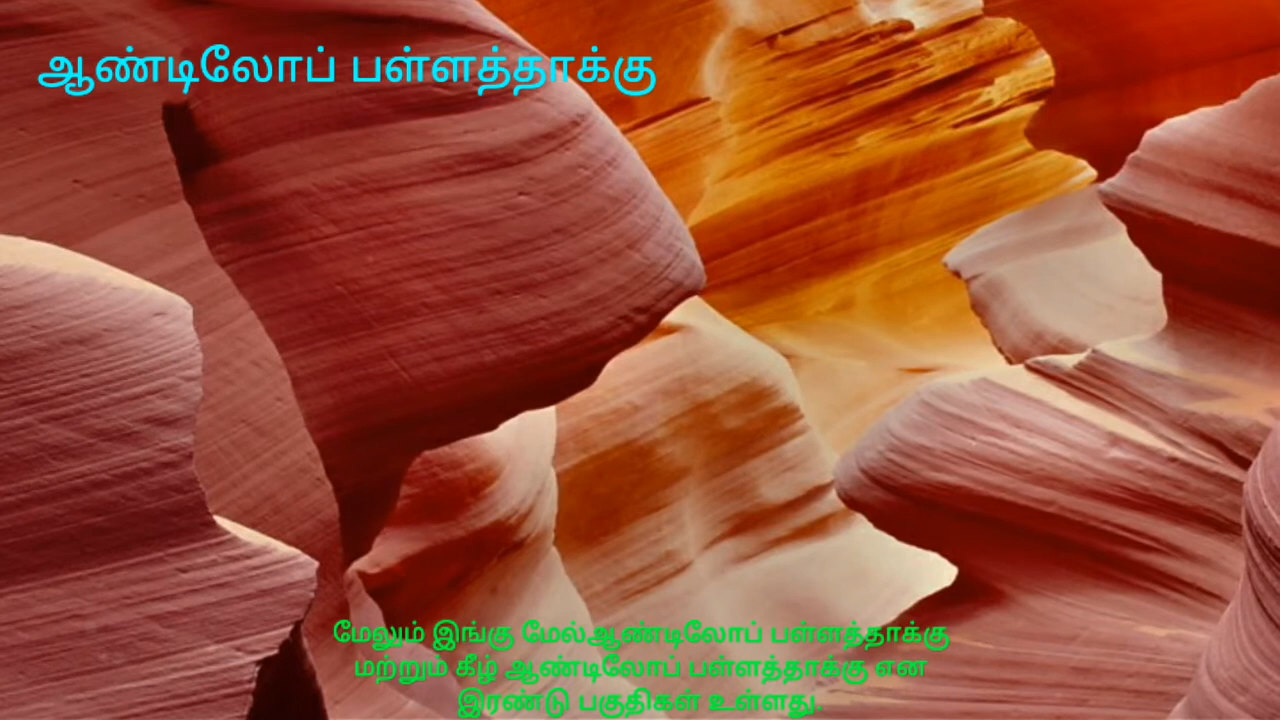 ஆண்டிலோப் பள்ளத்தாக்கு
மேலும் இங்கு மேல்ஆண்டிலோப் பள்ளத்தாக்கு
மற்றும் கீழ் ஆண்டிலோப் பள்ளத்தாக்கு என
இரண்டு பகுதிகள் உள்ளது.